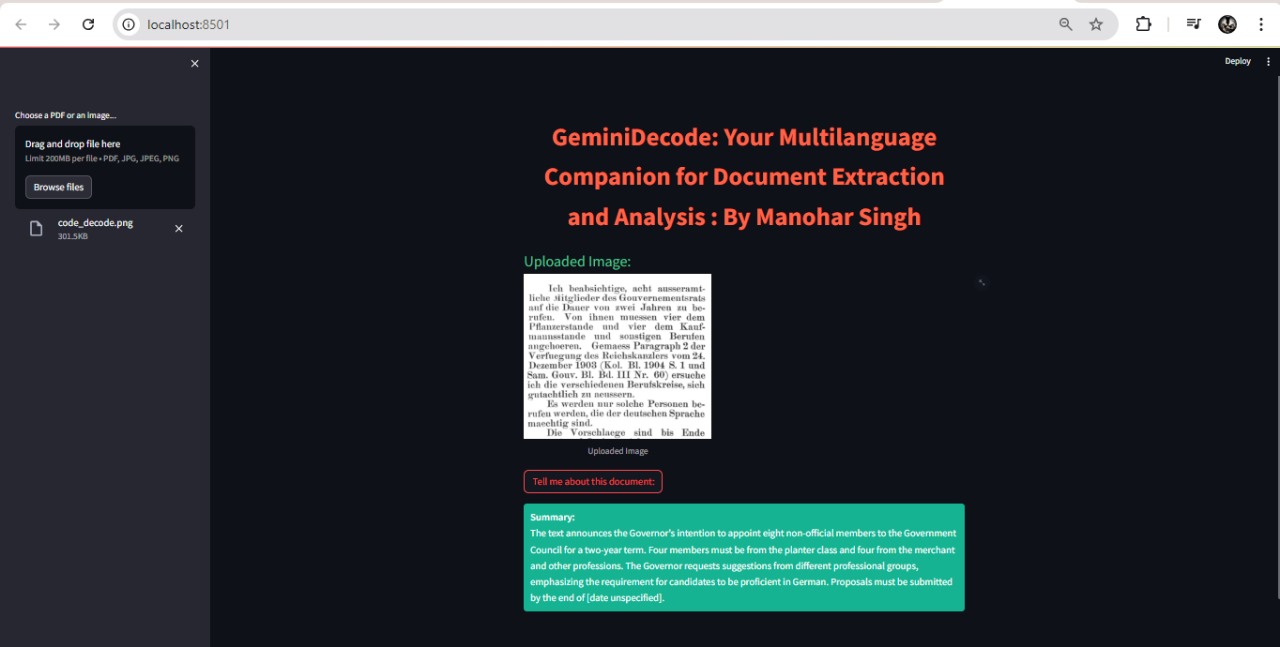 localhost:8501
Deploy
Choose a PDF or an image...
Drag and drop file here
Limit 200MB per file • PDF, JPG, JPEG, PNG
Browse files
code_decode.png
301.5KB
GeminiDecode: Your Multilanguage
Companion for Document Extraction
and Analysis : By Manohar Singh
Uploaded Image:
Ich beabsichtige, acht ausseramt-
liche Mitglieder des Gouvernementsrats
auf die Dauer von zwei Jahren zu be-
rufen. Von ihnen muessen vier dem
Pflanzerstande und vier dem Kauf-
mannsstande und sonstigen Berufen
angehoeren. Gemaess Paragraph 2 der
Verfuegung des Reichskanzlers vom 24.
Dezember 1903 (Kol. Bl. 1904 S. 1 und
Sam. Gouv. Bl. Bd. III Nr. 60) ersuche
ich die verschiedenen Berufskreise, sich
gutachtlich zu aeussern.
Es werden nur solche Personen be-
rufen werden, die der deutschen Sprache
maechtig sind.
Die Vorschlaege sind bis Ende
Uploaded Image
Tell me about this document:
Summary:
The text announces the Governor's intention to appoint eight non-official members to the Government
Council for a two-year term. Four members must be from the planter class and four from the merchant
and other professions. The Governor requests suggestions from different professional groups,
emphasizing the requirement for candidates to be proficient in German. Proposals must be submitted
by the end of [date unspecified].